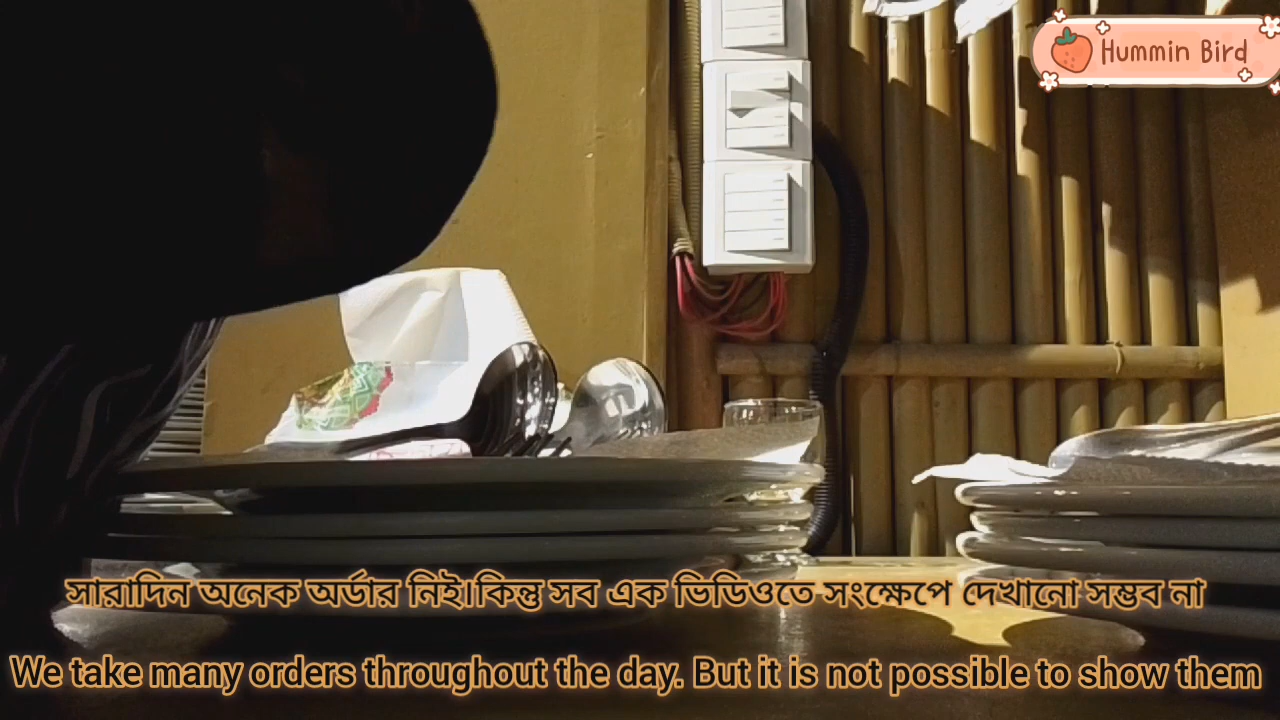 Hummin Bird
সারাদিন অনেক অর্ডার নিই।কিন্তু সব এক ভিডিওতে সংক্ষেপে দেখানো সম্ভব না
We take many orders throughout the day. But it is not possible to show them